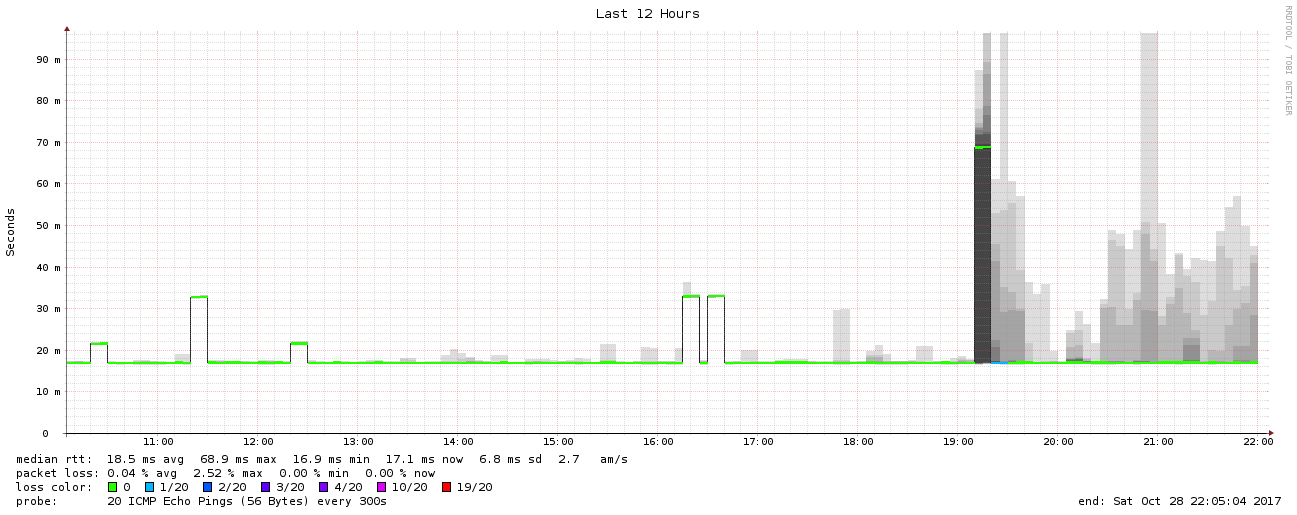 Last 12 Hours
RRDTOOL / TOBI OETIKER
Seconds
90 m
80 m
70 m
60 m
50 m
40 m
30 m
20 m
10 m
0
11:00 12:00 13:00 14:00 15:00 16:00 17:00 18:00 19:00 20:00 21:00 22:00
median rtt: 18.5 ms avg 68.9 ms max 16.9 ms min 17.1 ms now 6.8 ms sd 2.7 am/s
packet loss: 0.04 % avg 2.52 % max 0.00 % min 0.00 % now
loss color: 0 1/20 2/20 3/20 4/20 10/20 19/20
probe: 20 ICMP Echo Pings (56 Bytes) every 300s end: Sat Oct 28 22:05:04 2017